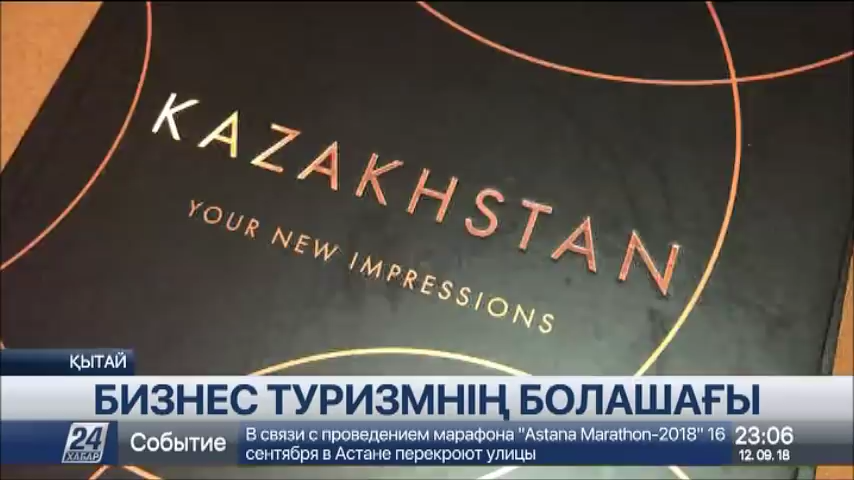 KAZAKHSTAN
YOUR NEW IMPRESSIONS
ҚЫТАЙ
БИЗНЕС ТУРИЗМНІҢ БОЛАШАҒЫ
24
ХАБАР
Событие
В связи с проведением марафона "Astana Marathon-2018" 16
сентября в Астане перекроют улицы
23:06
12.09.18